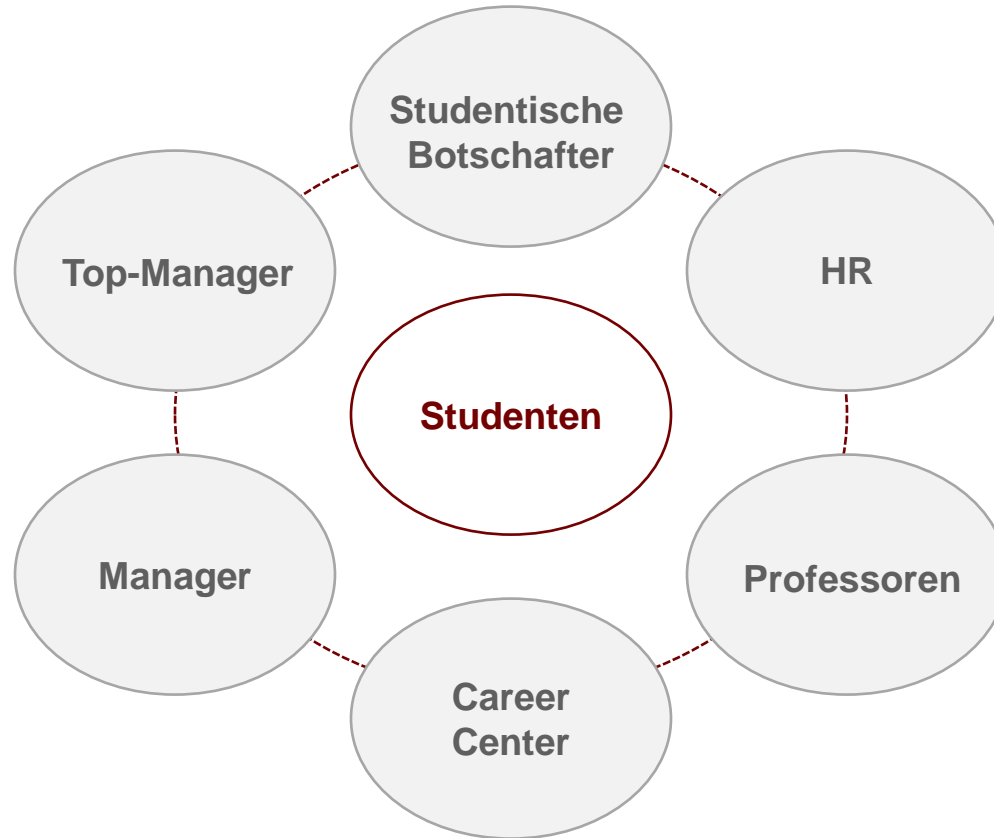 Studentische
Botschafter
Top-Manager
HR
Studenten
Manager
Professoren
Career
Center